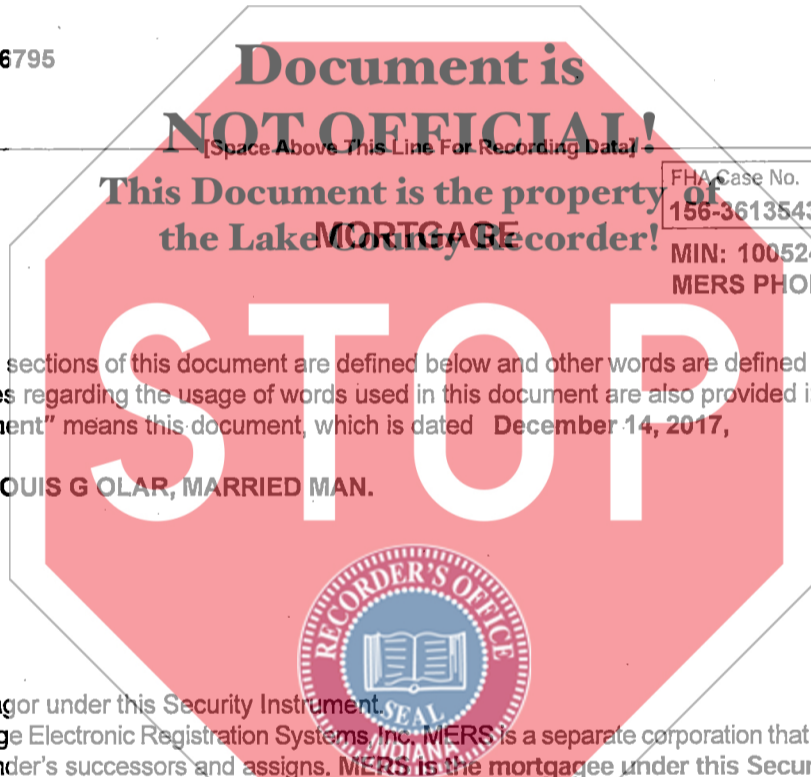 6795
Document is
NOT OFFICIAL!
[Space Above This Line For Recording Data]
This Document is the property of
the Lake County Recorder!
FHA Case No.
156-3613543
MORTGAGE
MIN: 10052
MERS PHO
STOP
sections of this document are defined below and other words are defined
s regarding the usage of words used in this document are also provided i
ent" means this document, which is dated December 14, 2017,
OUIS G OLAR, MARRIED MAN.
RECORDER'S OFFICE
SEAL
INDIANA
gor under this Security Instrument.
ge Electronic Registration Systems, Inc. MERS is a separate corporation that
der's successors and assigns. MERS is the mortgagee under this Secur